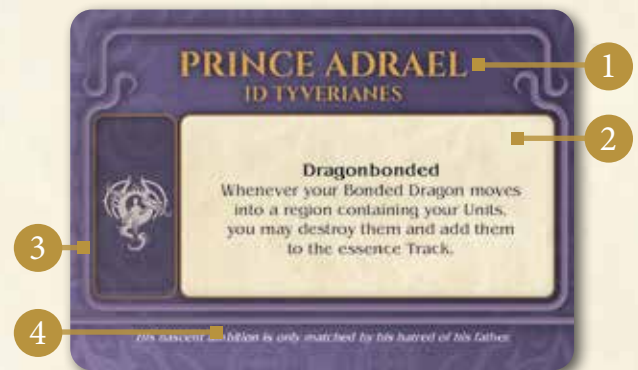 PRINCE ADRAEL
ID TYVERIANES
1
2
Dragonbonded
Whenever your Bonded Dragon moves
into a region containing your Units,
you may destroy them and add them
to the essence Track.
3
4
His nascent ambition is only matched by his hatred of his father.